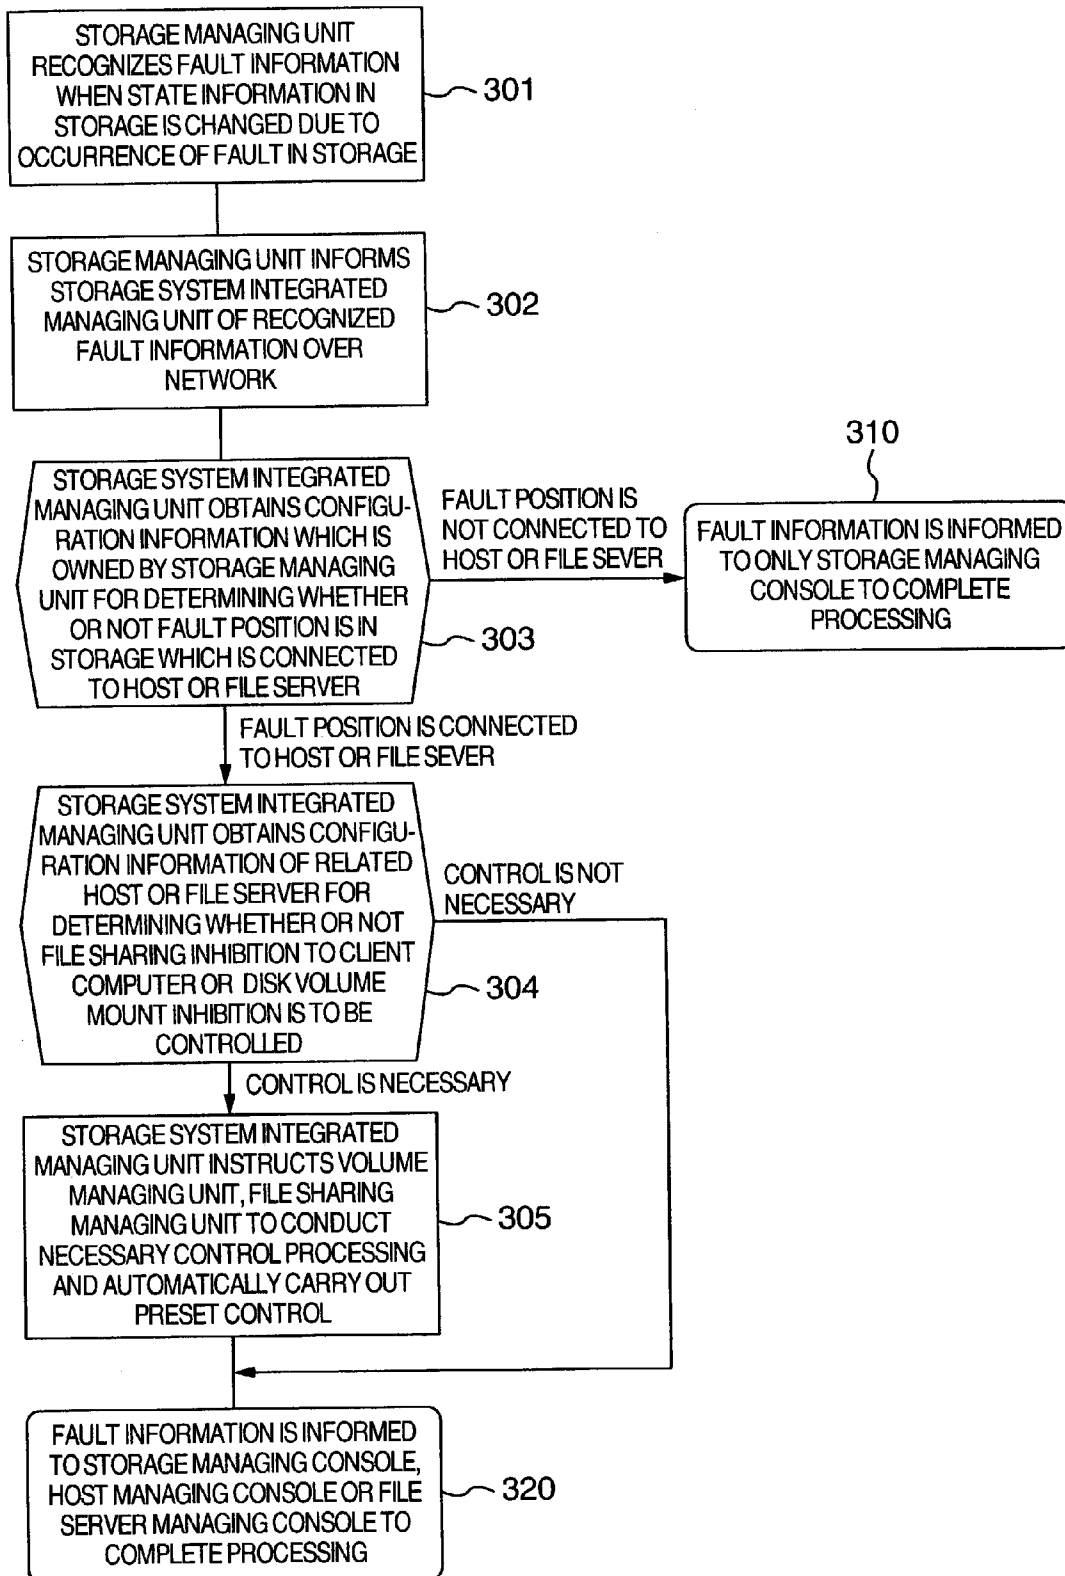 STORAGE MANAGING UNIT
RECOGNIZES FAULT INFORMATION
WHEN STATE INFORMATION IN
STORAGE IS CHANGED DUE TO
OCCURRENCE OF FAULT IN STORAGE
301
STORAGE MANAGING UNIT INFORMS
STORAGE SYSTEM INTEGRATED
MANAGING UNIT OF RECOGNIZED
FAULT INFORMATION OVER
NETWORK
302
STORAGE SYSTEM INTEGRATED
MANAGING UNIT OBTAINS CONFIGU-
RATION INFORMATION WHICH IS
OWNED BY STORAGE MANAGING
UNIT FOR DETERMINING WHETHER
OR NOT FAULT POSITION IS IN
STORAGE WHICH IS CONNECTED
TO HOST OR FILE SERVER
303
FAULT POSITION IS
NOT CONNECTED TO
HOST OR FILE SEVER
310
FAULT INFORMATION IS INFORMED
TO ONLY STORAGE MANAGING
CONSOLE TO COMPLETE
PROCESSING
FAULT POSITION IS CONNECTED
TO HOST OR FILE SEVER
STORAGE SYSTEM INTEGRATED
MANAGING UNIT OBTAINS CONFIGU-
RATION INFORMATION OF RELATED
HOST OR FILE SERVER FOR
DETERMINING WHETHER OR NOT
FILE SHARING INHIBITION TO CLIENT
COMPUTER OR DISK VOLUME
MOUNT INHIBITION IS TO BE
CONTROLLED
304
CONTROL IS NOT
NECESSARY
CONTROL IS NECESSARY
STORAGE SYSTEM INTEGRATED
MANAGING UNIT INSTRUCTS VOLUME
MANAGING UNIT, FILE SHARING
MANAGING UNIT TO CONDUCT
NECESSARY CONTROL PROCESSING
AND AUTOMATICALLY CARRY OUT
PRESET CONTROL
305
FAULT INFORMATION IS INFORMED
TO STORAGE MANAGING CONSOLE,
HOST MANAGING CONSOLE OR FILE
SERVER MANAGING CONSOLE TO
COMPLETE PROCESSING
320